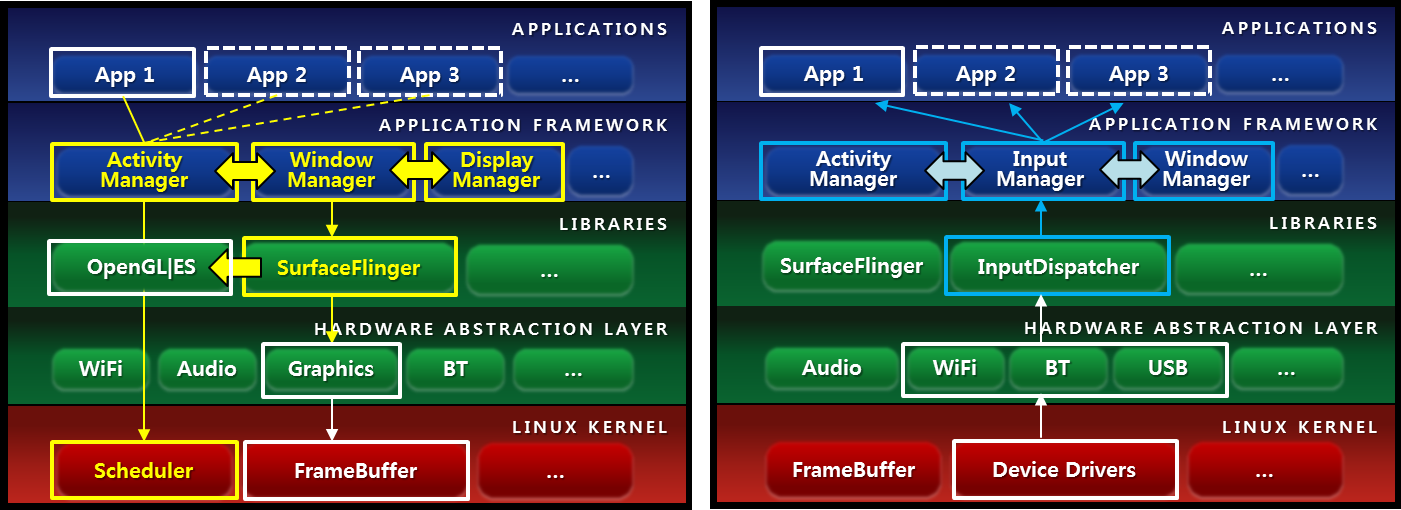 APPLICATIONS
App 1
App 2
App 3
...
APPLICATION FRAMEWORK
Activity
Manager
Window
Manager
Display
Manager
...
LIBRARIES
OpenGL|ES
SurfaceFlinger
...
HARDWARE ABSTRACTION LAYER
WiFi
Audio
Graphics
BT
...
LINUX KERNEL
Scheduler
FrameBuffer
...
APPLICATIONS
App 1
App 2
App 3
...
APPLICATION FRAMEWORK
Activity
Manager
Input
Manager
Window
Manager
...
LIBRARIES
SurfaceFlinger
InputDispatcher
...
HARDWARE ABSTRACTION LAYER
Audio
WiFi
BT
USB
...
LINUX KERNEL
FrameBuffer
Device Drivers
...